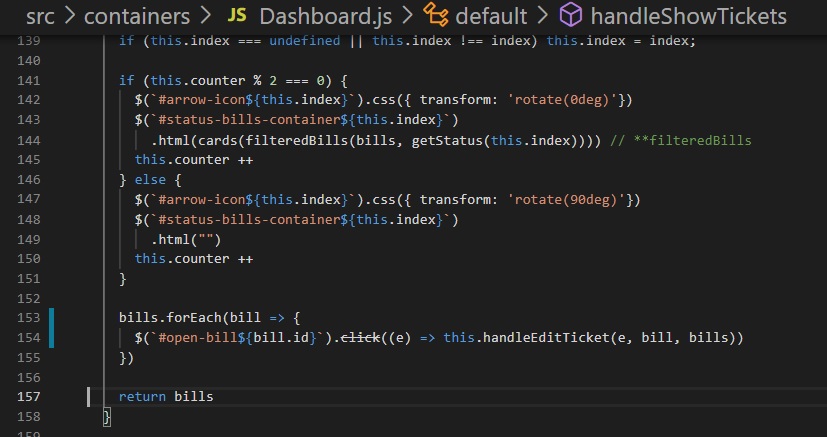 src > containers > JS Dashboard.js > default > handleShowTickets
139 if (this.index === undefined || this.index !== index) this.index = index;
140
141 if (this.counter % 2 === 0) {
142 $(`#arrow-icon${this.index}`).css({ transform: 'rotate(0deg)'})
143 $(`#status-bills-container${this.index}`)
144 .html(cards(filteredBills(bills, getStatus(this.index)))) // **filteredBills
145 this.counter ++
146 } else {
147 $(`#arrow-icon${this.index}`).css({ transform: 'rotate(90deg)'})
148 $(`#status-bills-container${this.index}`)
149 .html("")
150 this.counter ++
151 }
152
153 bills.forEach(bill => {
154 $(`#open-bill${bill.id}`).click((e) => this.handleEditTicket(e, bill, bills))
155 })
156
157 return bills
158 }
159